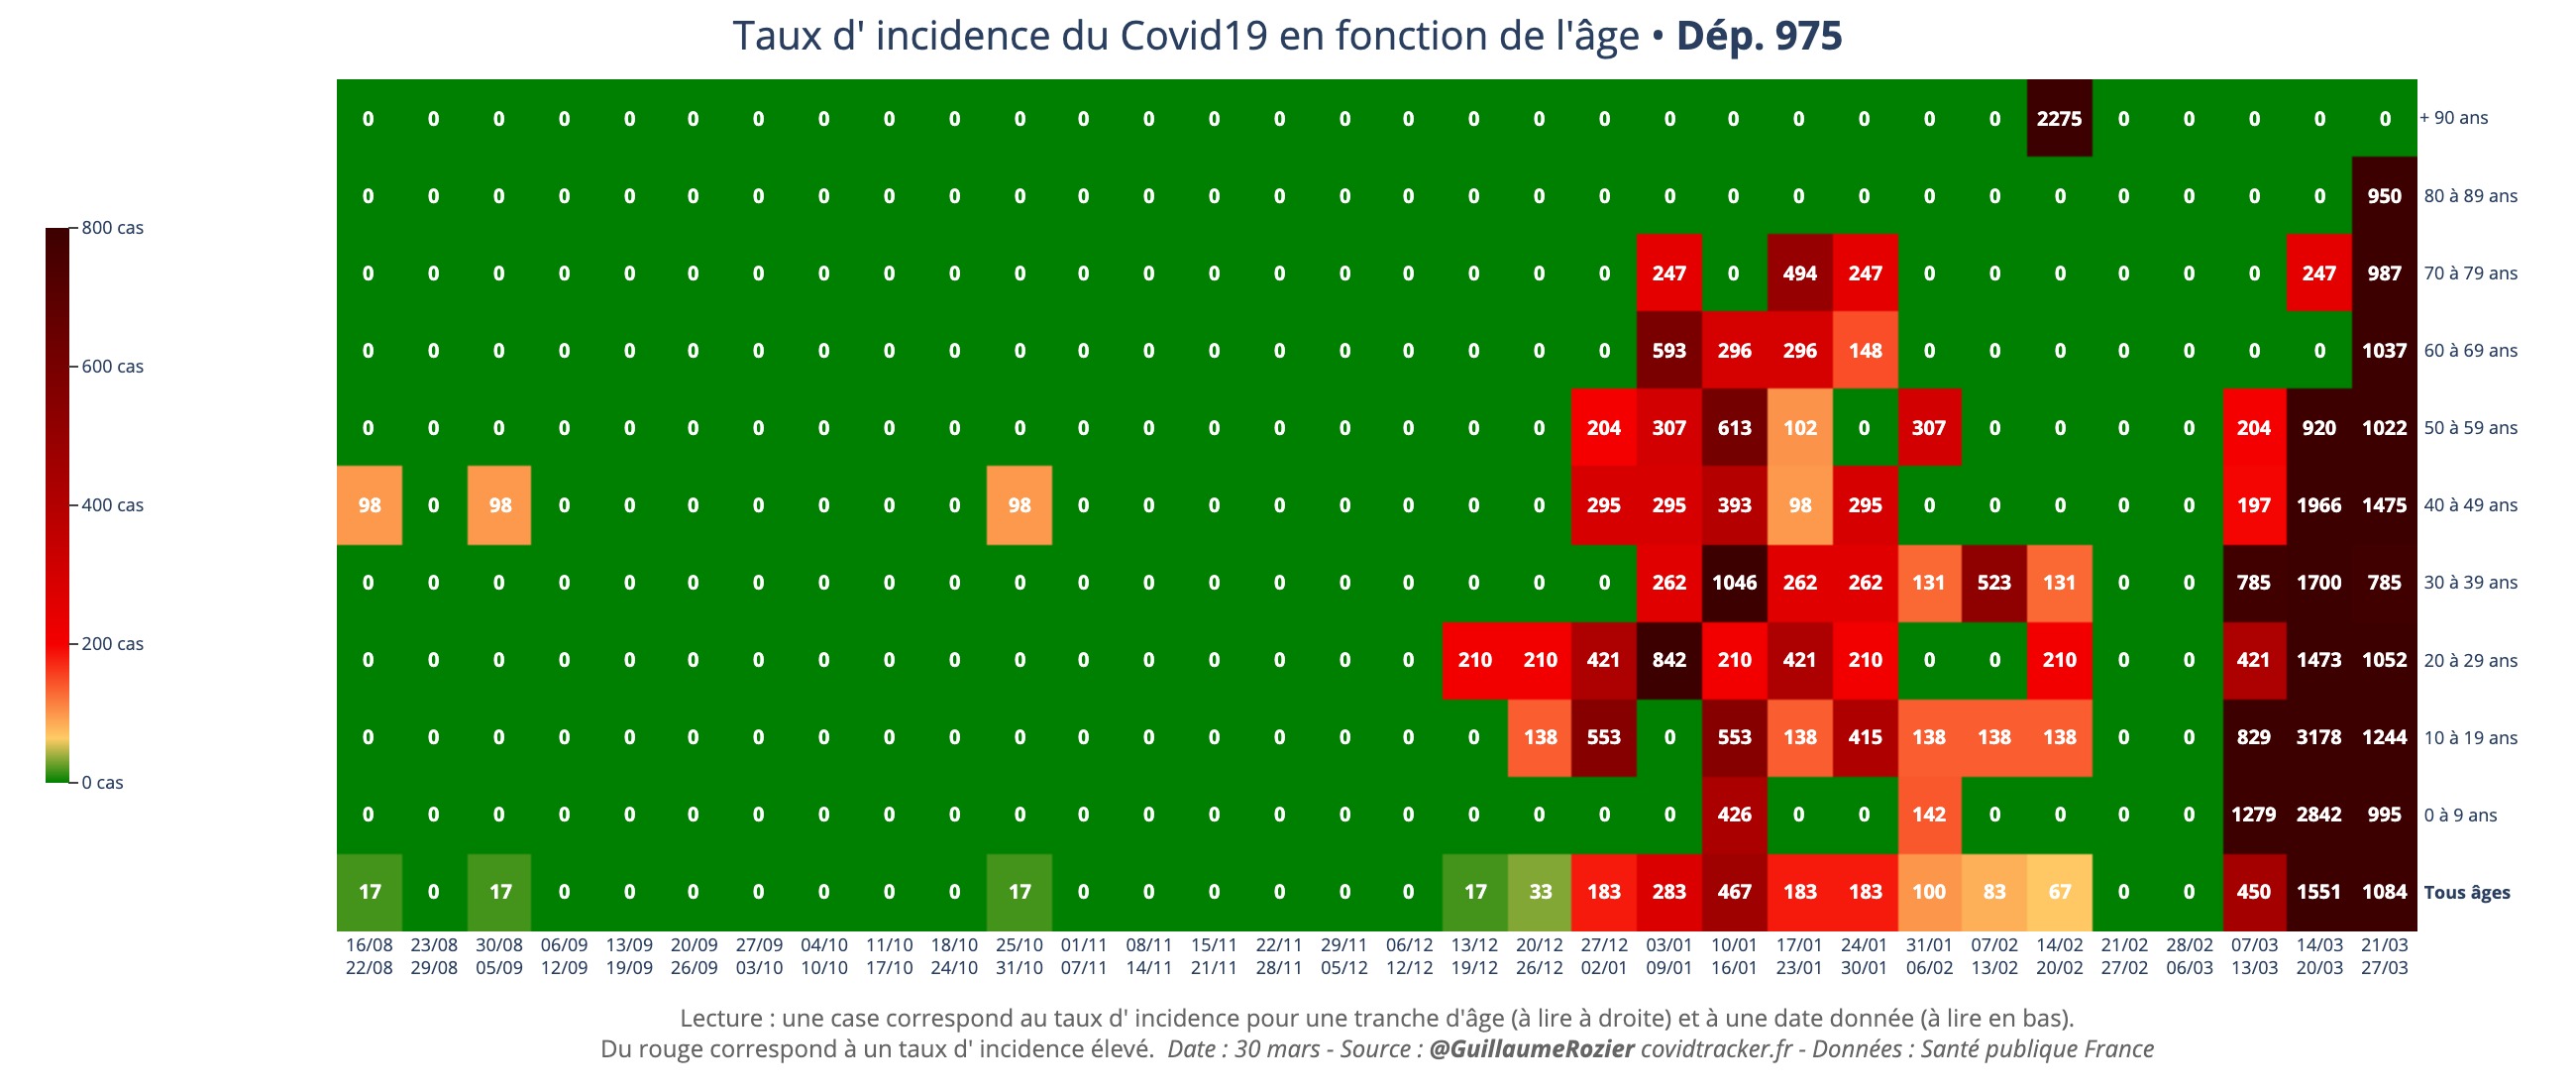 Taux d' incidence du Covid19 en fonction de l'âge • Dép. 975
0 0 0 0 0 0 0 0 0 0 0 0 0 0 0 0 0 0 0 0 0 0 0 0 0 0 2275 0 0 0 0 0 + 90 ans
0 0 0 0 0 0 0 0 0 0 0 0 0 0 0 0 0 0 0 0 0 0 0 0 0 0 0 0 0 0 0 950 80 à 89 ans
800 cas
0 0 0 0 0 0 0 0 0 0 0 0 0 0 0 0 0 0 0 0 247 0 494 247 0 0 0 0 0 0 247 987 70 à 79 ans
0 0 0 0 0 0 0 0 0 0 0 0 0 0 0 0 0 0 0 0 593 296 296 148 0 0 0 0 0 0 0 1037 60 à 69 ans
600 cas
0 0 0 0 0 0 0 0 0 0 0 0 0 0 0 0 0 0 0 204 307 613 102 0 307 0 0 0 0 204 920 1022 50 à 59 ans
98 0 98 0 0 0 0 0 0 0 98 0 0 0 0 0 0 0 0 295 295 393 98 295 0 0 0 0 0 197 1966 1475 40 à 49 ans
400 cas
0 0 0 0 0 0 0 0 0 0 0 0 0 0 0 0 0 0 0 0 262 1046 262 262 131 523 131 0 0 785 1700 785 30 à 39 ans
200 cas
0 0 0 0 0 0 0 0 0 0 0 0 0 0 0 0 0 210 210 421 842 210 421 210 0 0 210 0 0 421 1473 1052 20 à 29 ans
0 0 0 0 0 0 0 0 0 0 0 0 0 0 0 0 0 0 138 553 0 553 138 415 138 138 138 0 0 829 3178 1244 10 à 19 ans
0 cas
0 0 0 0 0 0 0 0 0 0 0 0 0 0 0 0 0 0 0 0 0 426 0 0 142 0 0 0 0 1279 2842 995 0 à 9 ans
17 0 17 0 0 0 0 0 0 0 17 0 0 0 0 0 0 17 33 183 283 467 183 183 100 83 67 0 0 450 1551 1084 Tous âges
16/08 23/08 30/08 06/09 13/09 20/09 27/09 04/10 11/10 18/10 25/10 01/11 08/11 15/11 22/11 29/11 06/12 13/12 20/12 27/12 03/01 10/01 17/01 24/01 31/01 07/02 14/02 21/02 28/02 07/03 14/03 21/03
22/08 29/08 05/09 12/09 19/09 26/09 03/10 10/10 17/10 24/10 31/10 07/11 14/11 21/11 28/11 05/12 12/12 19/12 26/12 02/01 09/01 16/01 23/01 30/01 06/02 13/02 20/02 27/02 06/03 13/03 20/03 27/03
Lecture : une case correspond au taux d' incidence pour une tranche d'âge (à lire à droite) et à une date donnée (à lire en bas).
Du rouge correspond à un taux d' incidence élevé. Date : 30 mars - Source : @GuillaumeRozier covidtracker.fr - Données : Santé publique France